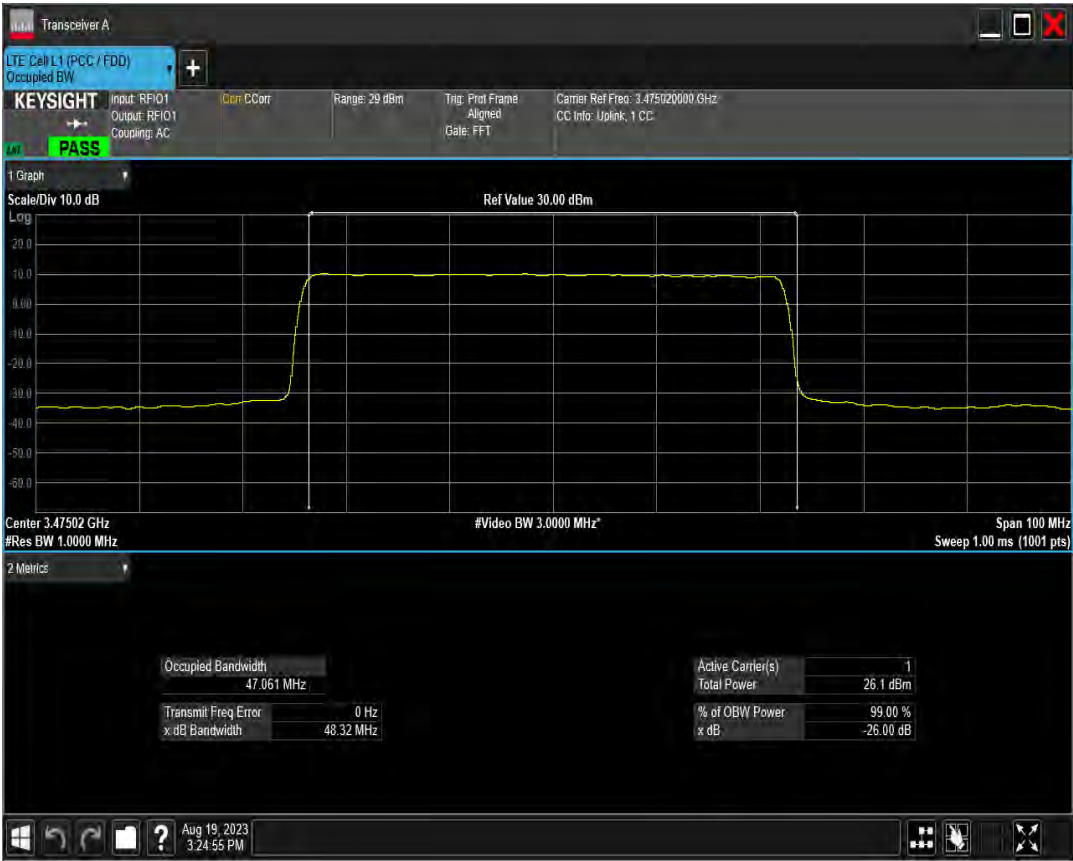 Transceiver A
LTE Cell L1 (PCC / FDD)
Occupied BW
KEYSIGHT
Input: RFIO1
Output: RFIO1
Coupling: AC
LNI
PASS
Corr CCorr
Range: 29 dBm
Trig: Prot Frame
Aligned
Gate: FFT
Carrier Ref Freq: 3.475020000 GHz
CC Info: Uplink, 1 CC
1 Graph
Scale/Div 10.0 dB
Ref Value 30.00 dBm
Log
20.0
10.0
0.00
-10.0
-20.0
-30.0
-40.0
-50.0
-60.0
Center 3.47502 GHz
#Video BW 3.0000 MHz*
Span 100 MHz
#Res BW 1.0000 MHz
Sweep 1.00 ms (1001 pts)
2 Metrics
Occupied Bandwidth
47.061 MHz
Transmit Freq Error 0 Hz
x dB Bandwidth 48.32 MHz
Active Carrier(s) 1
Total Power 26.1 dBm
% of OBW Power 99.00 %
x dB -26.00 dB
Aug 19, 2023
3:24:55 PM